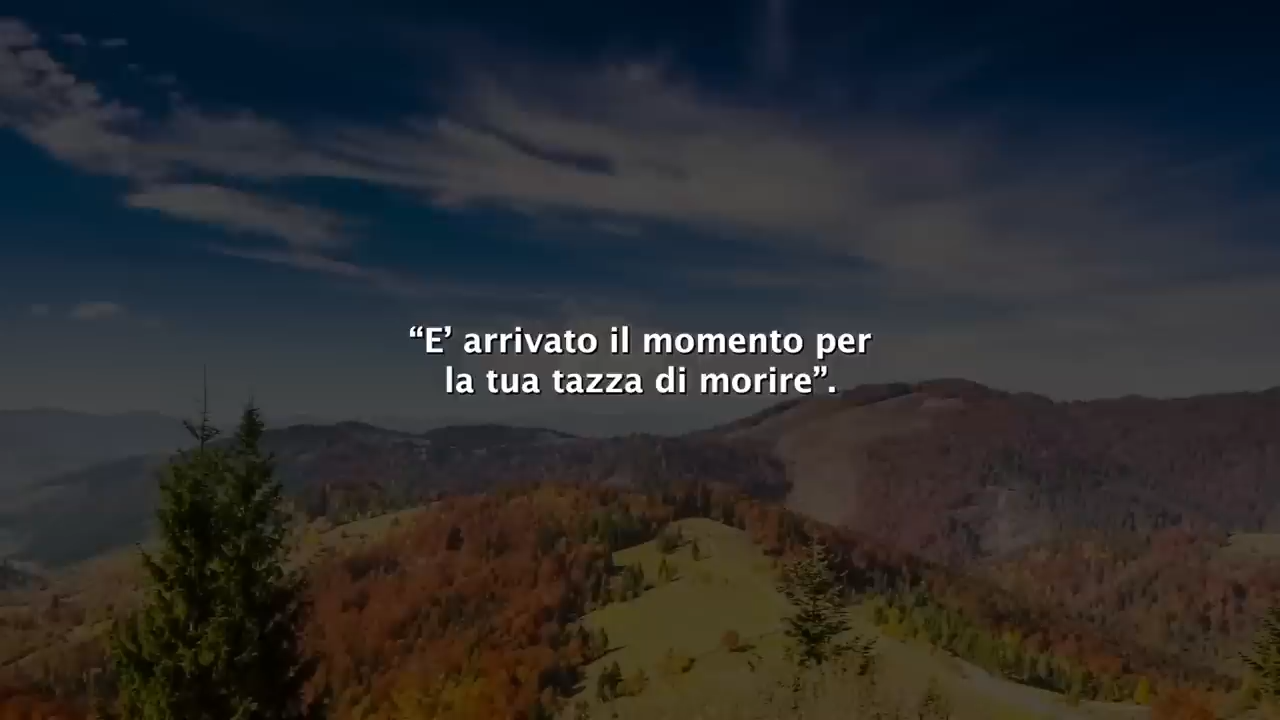 “E’ arrivato il momento per
la tua tazza di morire”.